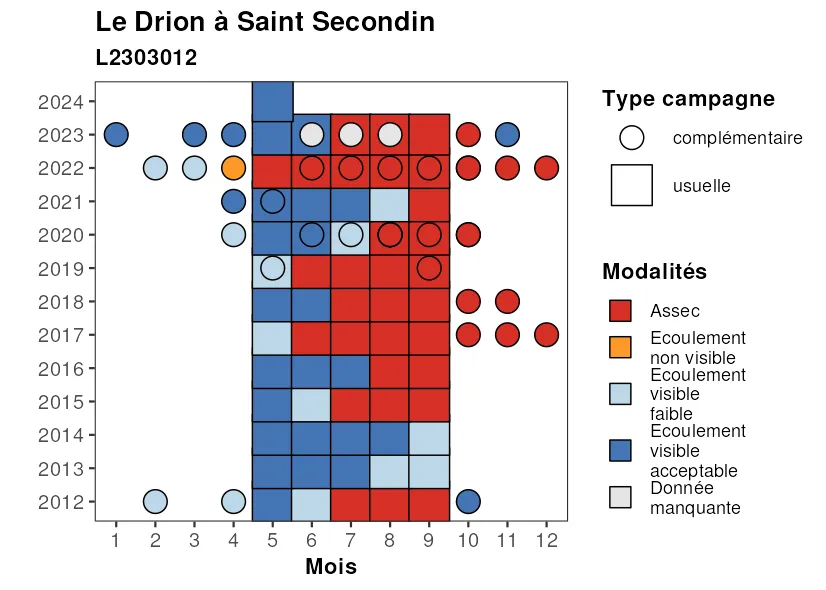 Le Drion à Saint Secondin
L2303012
2024
2023
2022
2021
2020
2019
2018
2017
2016
2015
2014
2013
2012
1 2 3 4 5 6 7 8 9 10 11 12
Mois
Type campagne
complémentaire
usuelle
Modalités
Assec
Ecoulement
non visible
Ecoulement
visible
faible
Ecoulement
visible
acceptable
Donnée
manquante